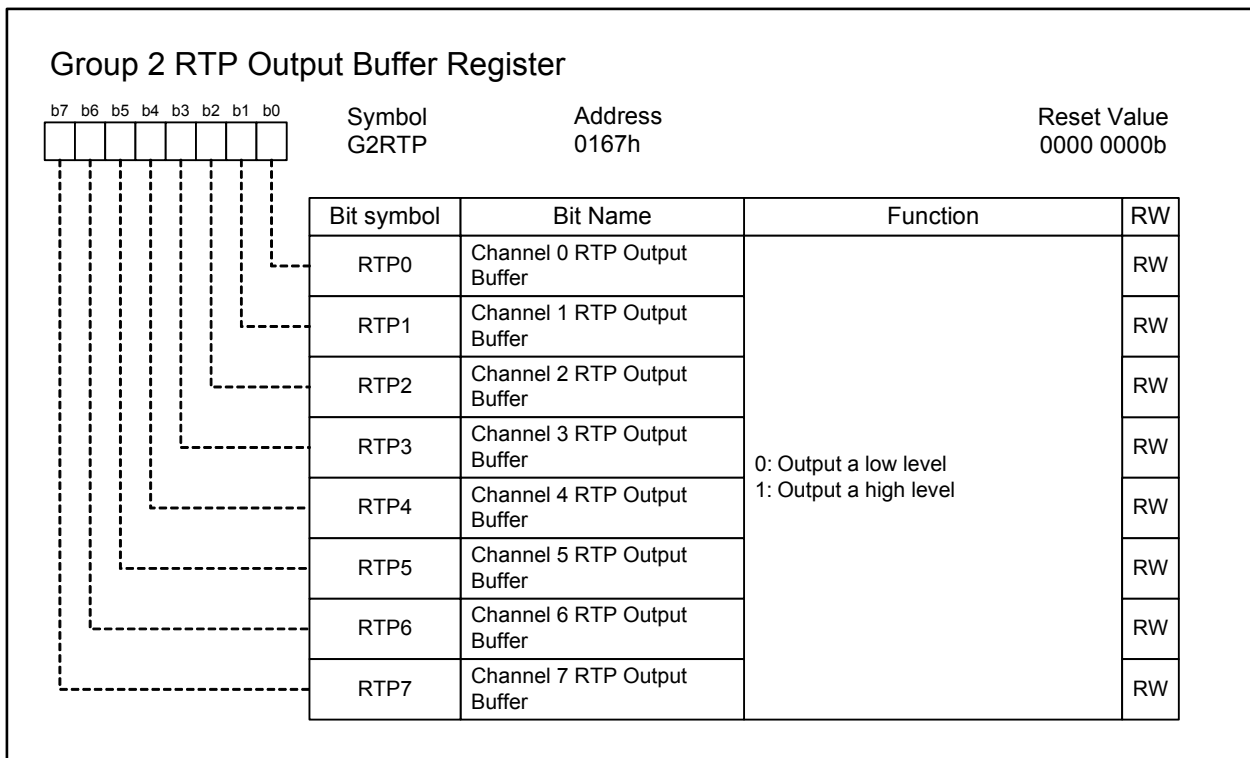 Group 2 RTP Output Buffer Register
b7 b6 b5 b4 b3 b2 b1 b0
Symbol Address Reset Value
G2RTP 0167h 0000 0000b
Bit symbol Bit Name Function RW
RTP0 Channel 0 RTP Output Buffer RW
RTP1 Channel 1 RTP Output Buffer RW
RTP2 Channel 2 RTP Output Buffer RW
RTP3 Channel 3 RTP Output Buffer RW
0: Output a low level
1: Output a high level
RTP4 Channel 4 RTP Output Buffer RW
RTP5 Channel 5 RTP Output Buffer RW
RTP6 Channel 6 RTP Output Buffer RW
RTP7 Channel 7 RTP Output Buffer RW